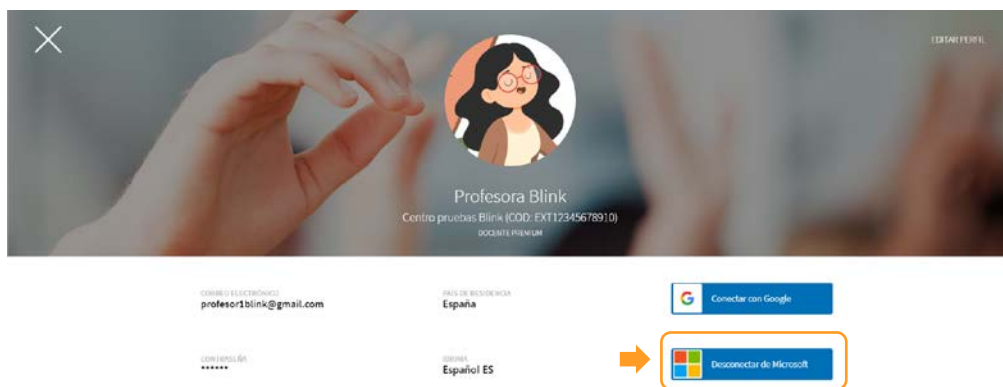 EDITAR PERFIL
Profesora Blink
Centro pruebas Blink (COD: EXT12345678910)
DOCENTE PREMIUM
CORREO ELECTRÓNICO
profesor1blink@gmail.com
PAÍS DE RESIDENCIA
España
Conectar con Google
CONTRASEÑA
••••••
IDIOMA
Español ES
Desconectar de Microsoft